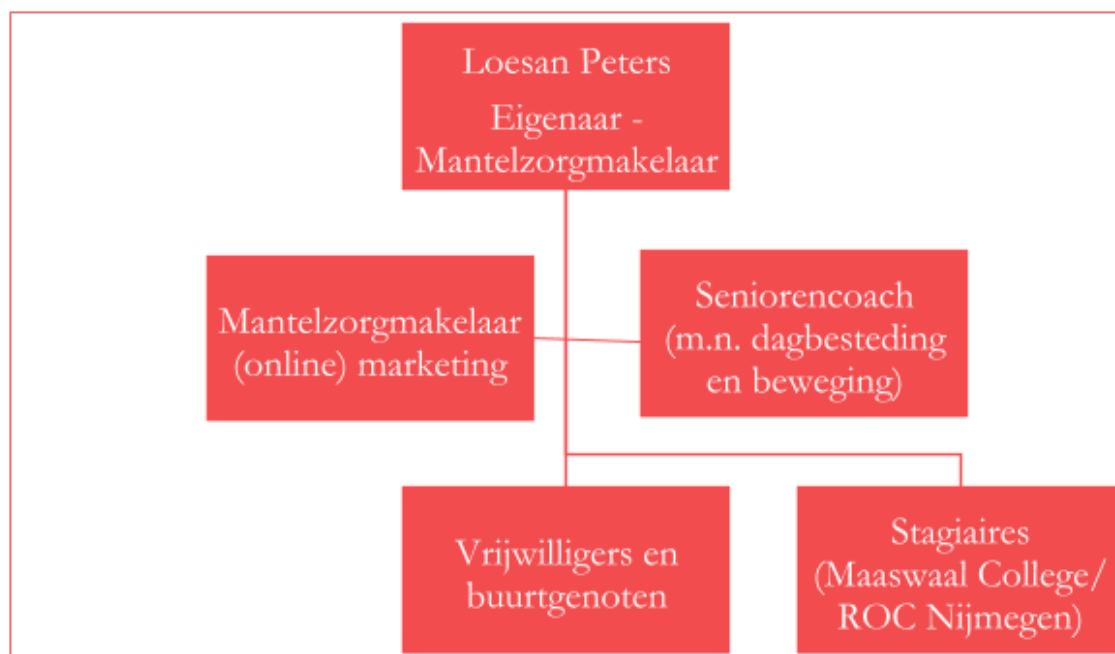 Loesan Peters
Eigenaar -
Mantelzorgmakelaar
Mantelzorgmakelaar
(online) marketing
Seniorencoach
(m.n. dagbesteding
en beweging)
Vrijwilligers en
buurtgenoten
Stagiaires
(Maaswaal College/
ROC Nijmegen)